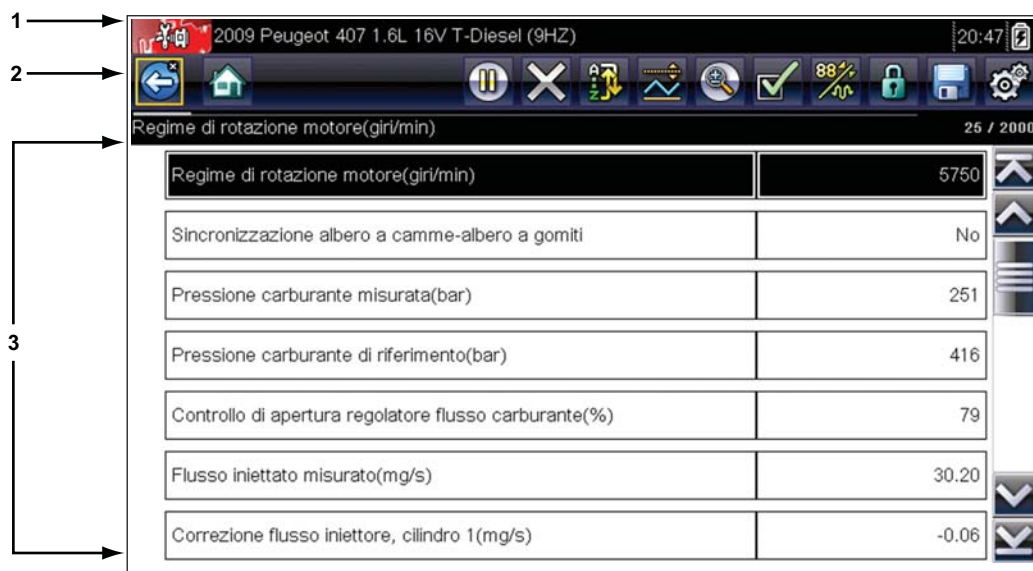 1
2009 Peugeot 407 1.6L 16V T-Diesel (9HZ) 20:47
2
Regime di rotazione motore(giri/min) 25 / 2000
3
Regime di rotazione motore(giri/min) 5750
Sincronizzazione albero a camme-albero a gomiti No
Pressione carburante misurata(bar) 251
Pressione carburante di riferimento(bar) 416
Controllo di apertura regolatore flusso carburante(%) 79
Flusso iniettato misurato(mg/s) 30.20
Correzione flusso iniettore, cilindro 1(mg/s) -0.06